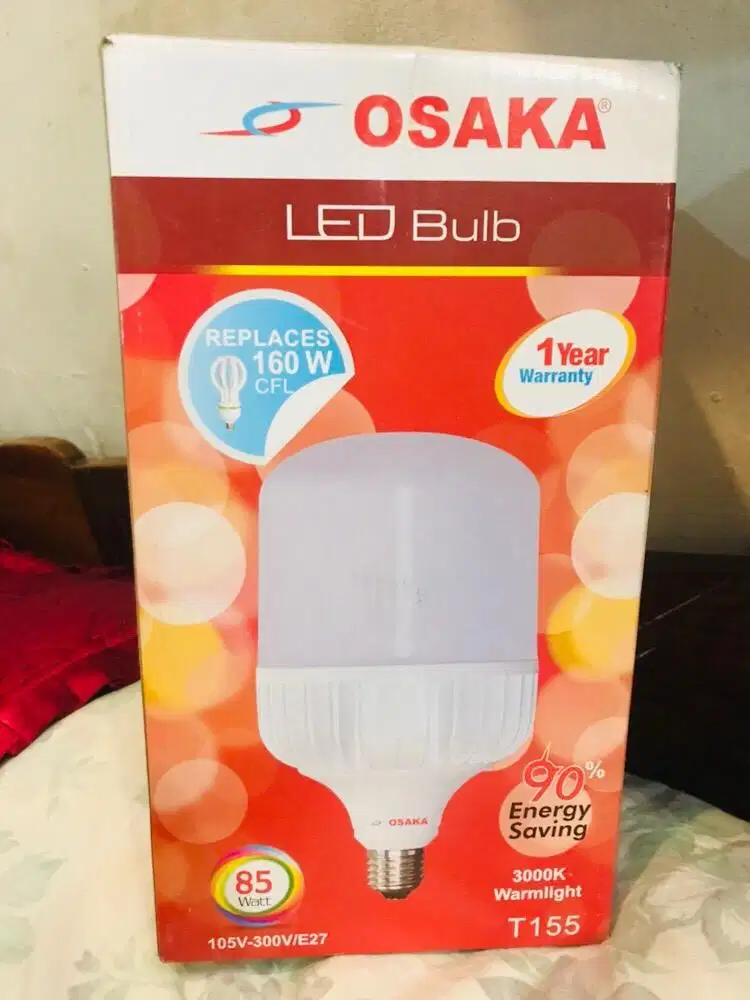 OSAKA®
LED Bulb
REPLACES
160 W
CFL
1 Year
Warranty
OSAKA
90%
Energy
Saving
85
Watt
3000K
Warmlight
105V-300V/E27
T155